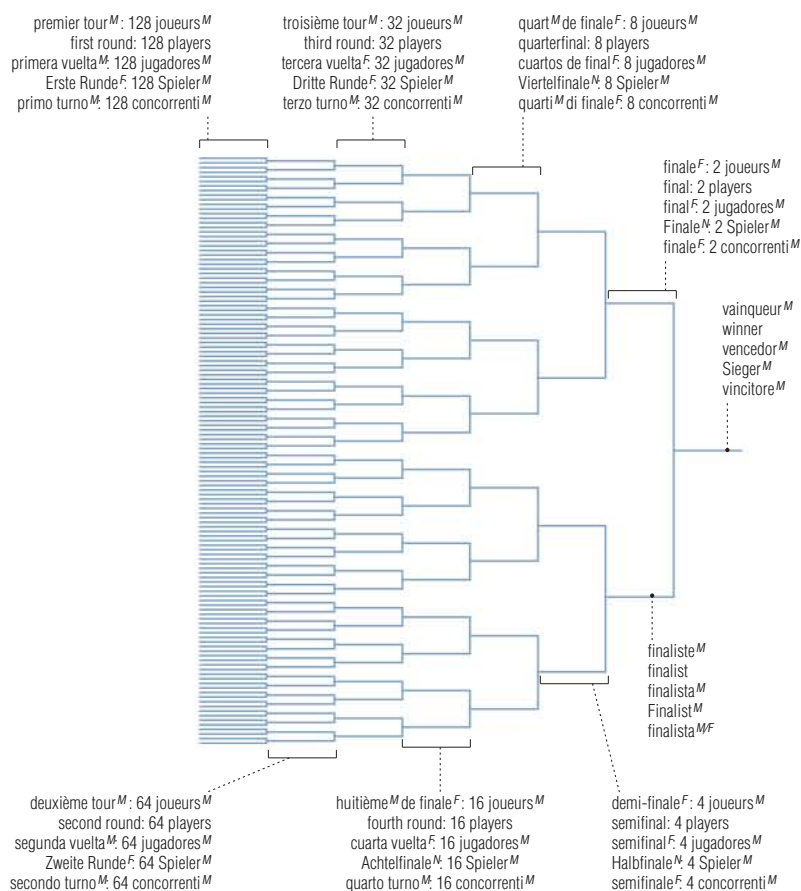 premier tour M : 128 joueurs M
first round: 128 players
primera vuelta M: 128 jugadores M
Erste Runde F: 128 Spieler M
primo turno M: 128 concorrenti M
troisième tour M : 32 joueurs M
third round: 32 players
tercera vuelta F: 32 jugadores M
Dritte Runde F: 32 Spieler M
terzo turno M: 32 concorrenti M
quart M de finale F : 8 joueurs M
quarterfinal: 8 players
cuartos de final F: 8 jugadores M
Viertelfinale N: 8 Spieler M
quarti M di finale F: 8 concorrenti M
finale F : 2 joueurs M
final: 2 players
final F: 2 jugadores M
Finale N: 2 Spieler M
finale F: 2 concorrenti M
vainqueur M
winner
vencedor M
Sieger M
vincitore M
finaliste M
finalist
finalista M
Finalist M
finalista M/F
deuxième tour M : 64 joueurs M
second round: 64 players
segunda vuelta M: 64 jugadores M
Zweite Runde F: 64 Spieler M
secondo turno M: 64 concorrenti M
huitième M de finale F : 16 joueurs M
fourth round: 16 players
cuarta vuelta F: 16 jugadores M
Achtelfinale N: 16 Spieler M
quarto turno M: 16 concorrenti M
demi-finale F : 4 joueurs M
semifinal: 4 players
semifinal F: 4 jugadores M
Halbfinale N: 4 Spieler M
semifinale F: 4 concorrenti M